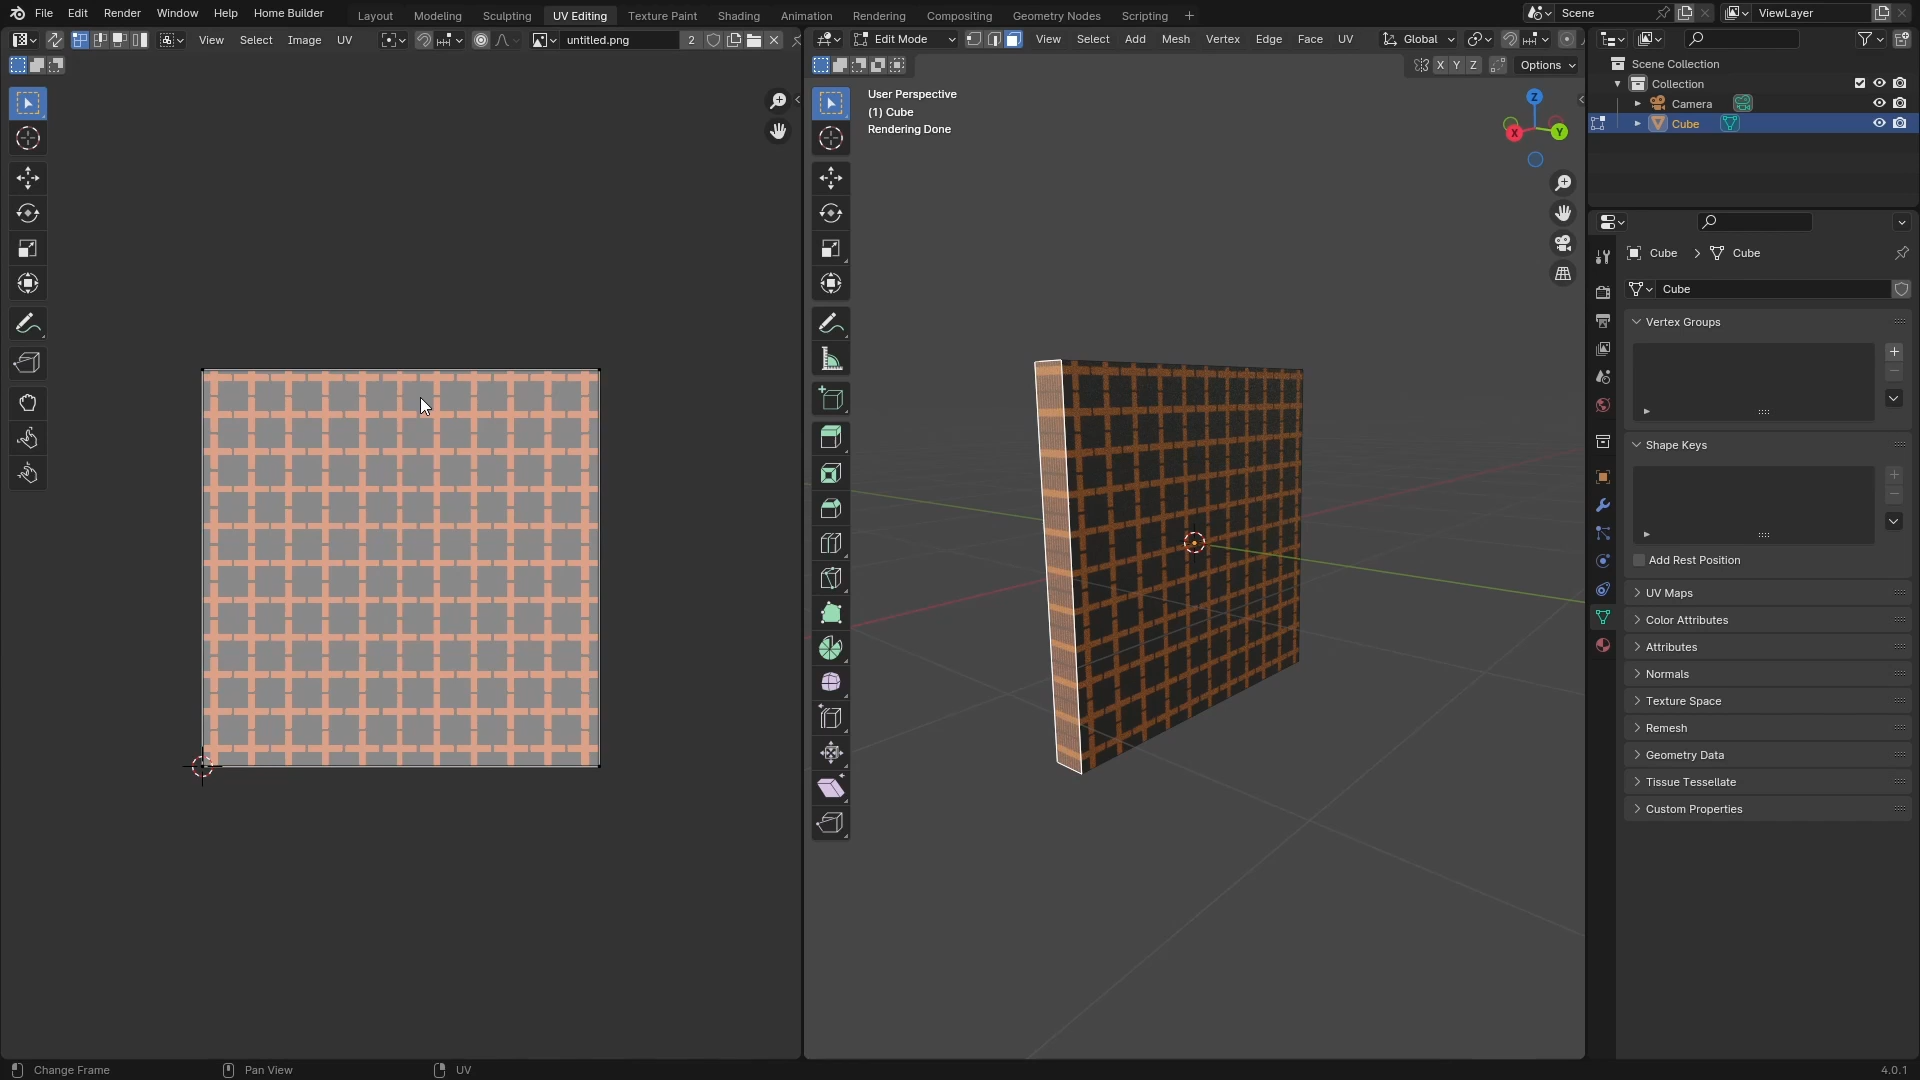 File Edit Render Window Help Home Builder Layout Modeling Sculpting UV Editing Texture Paint Shading Animation Rendering Compositing Geometry Nodes Scripting + Scene ViewLayer
View Select Image UV untitled.png 2 Edit Mode View Select Add Mesh Vertex Edge Face UV Global
X Y Z Options
User Perspective
(1) Cube
Rendering Done
Z
X
Y
Scene Collection
Collection
Camera
Cube
Cube > Cube
Cube
Vertex Groups
Shape Keys
Add Rest Position
UV Maps
Color Attributes
Attributes
Normals
Texture Space
Remesh
Geometry Data
Tissue Tessellate
Custom Properties
Change Frame Pan View UV 4.0.1